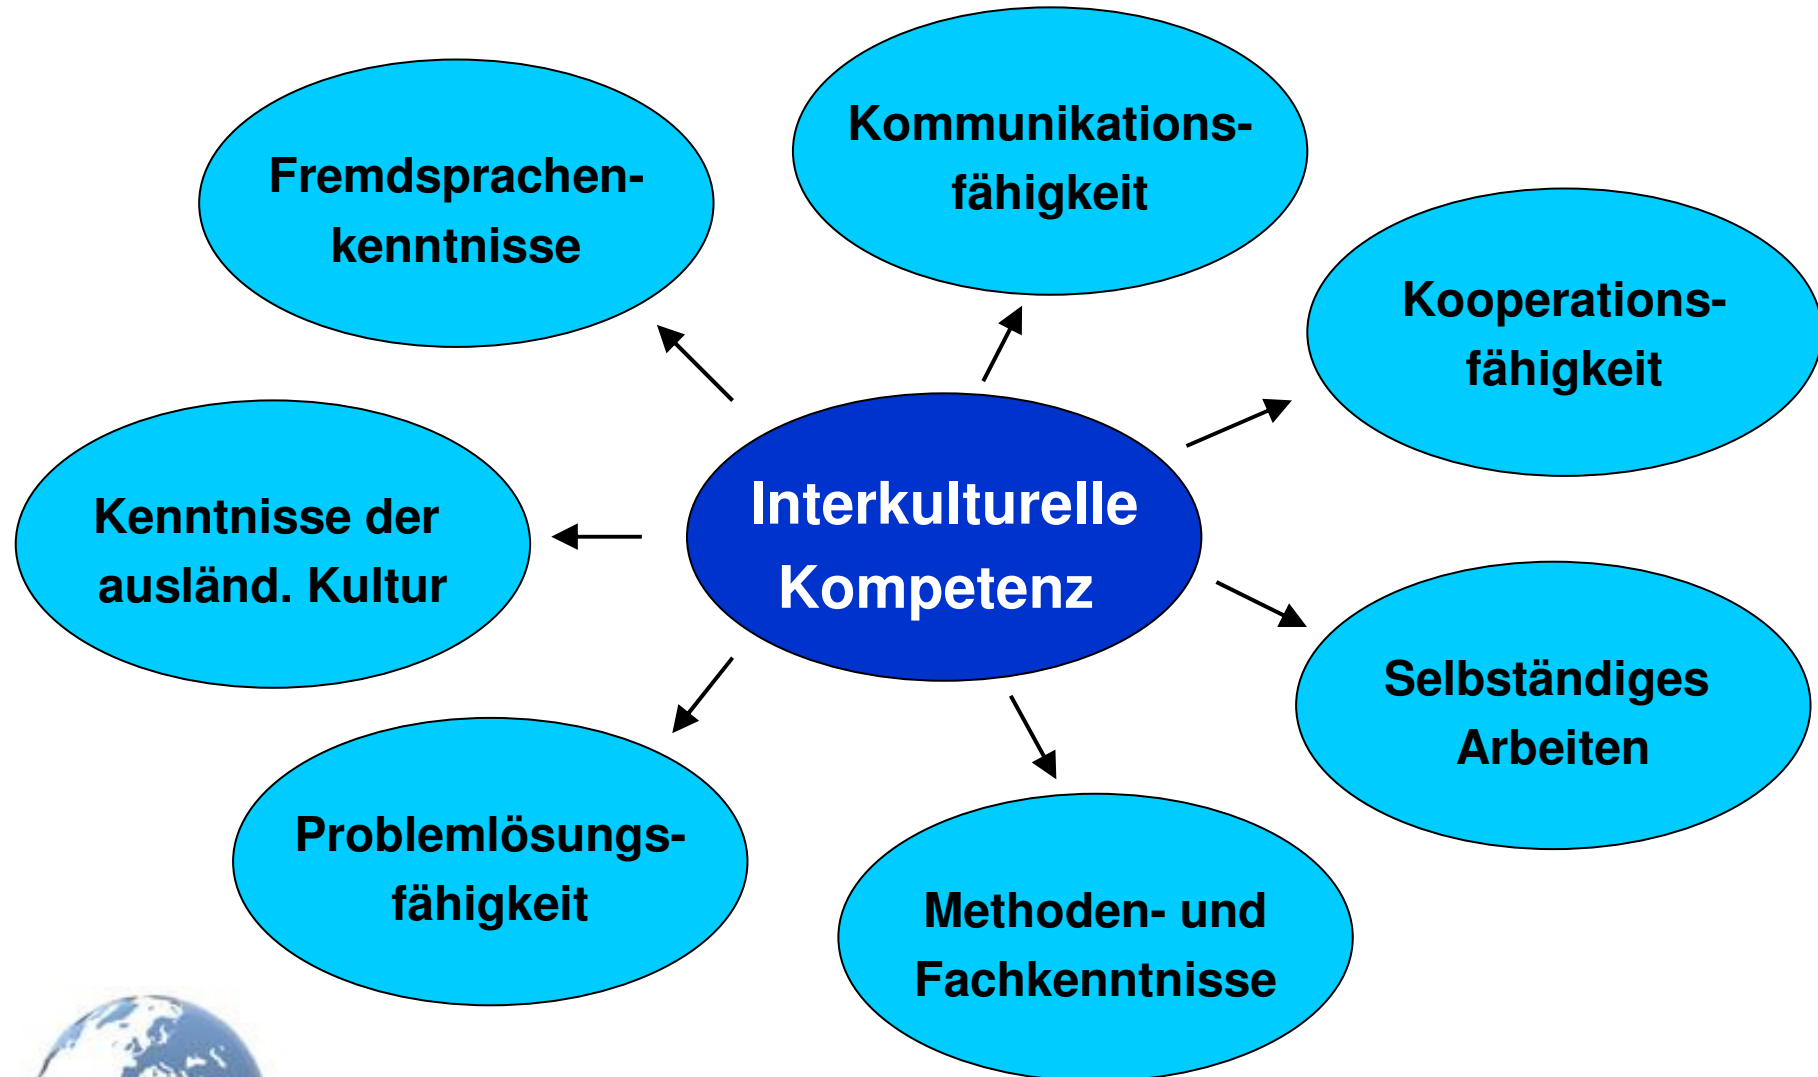 Kommunikations-
fähigkeit
Fremdsprachen-
kenntnisse
Kooperations-
fähigkeit
Interkulturelle
Kompetenz
Kenntnisse der
ausländ. Kultur
Selbständiges
Arbeiten
Problemlösungs-
fähigkeit
Methoden- und
Fachkenntnisse